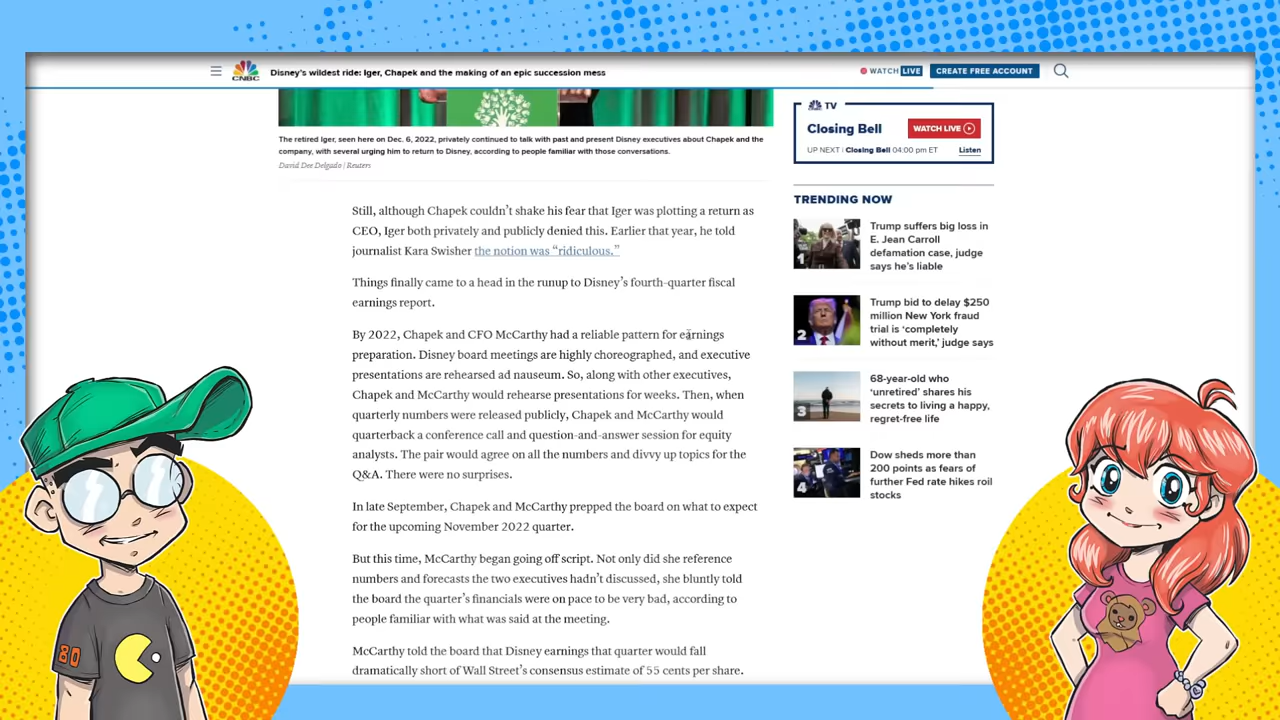 CNBC
Disney's wildest ride: Iger, Chapek and the making of an epic succession mess
WATCH LIVE
CREATE FREE ACCOUNT
The retired Iger, seen here on Dec. 6, 2022, privately continued to talk with past and present Disney executives about Chapek and the
company, with several urging him to return to Disney, according to people familiar with those conversations.
David Dee Delgado | Reuters
Still, although Chapek couldn't shake his fear that Iger was plotting a return as
CEO, Iger both privately and publicly denied this. Earlier that year, he told
journalist Kara Swisher the notion was “ridiculous.”
Things finally came to a head in the runup to Disney's fourth-quarter fiscal
earnings report.
By 2022, Chapek and CFO McCarthy had a reliable pattern for earnings
preparation. Disney board meetings are highly choreographed, and executive
presentations are rehearsed ad nauseum. So, along with other executives,
Chapek and McCarthy would rehearse presentations for weeks. Then, when
quarterly numbers were released publicly, Chapek and McCarthy would
quarterback a conference call and question-and-answer session for equity
analysts. The pair would agree on all the numbers and divvy up topics for the
Q&A. There were no surprises.
In late September, Chapek and McCarthy prepped the board on what to expect
for the upcoming November 2022 quarter.
But this time, McCarthy began going off script. Not only did she reference
numbers and forecasts the two executives hadn't discussed, she bluntly told
the board the quarter's financials were on pace to be very bad, according to
people familiar with what was said at the meeting.
McCarthy told the board that Disney earnings that quarter would fall
dramatically short of Wall Street's consensus estimate of 55 cents per share.
TV
Closing Bell
WATCH LIVE
UP NEXT | Closing Bell 04:00 pm ET
Listen
TRENDING NOW
1
Trump suffers big loss in
E. Jean Carroll
defamation case, judge
says he's liable
2
Trump bid to delay $250
million New York fraud
trial is 'completely
without merit,' judge says
3
68-year-old who
'unretired' shares his
secrets to living a happy,
regret-free life
4
Dow sheds more than
200 points as fears of
further Fed rate hikes roil
stocks
80